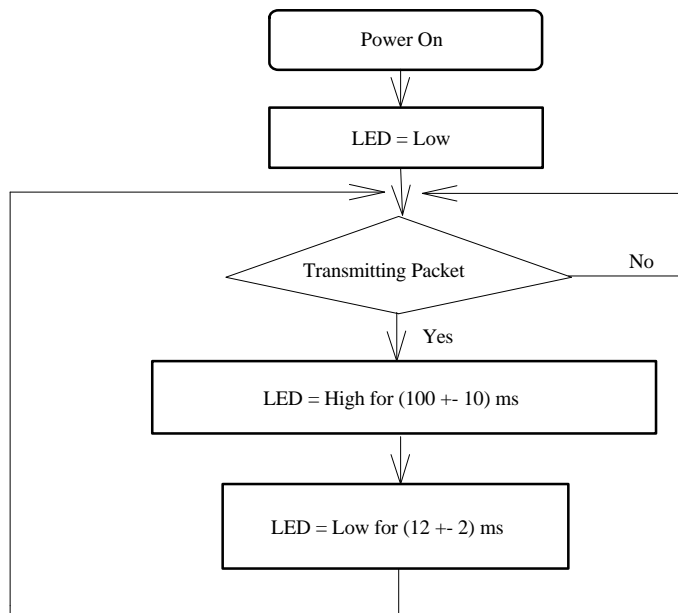 Power On
LED = Low
Transmitting Packet
No
Yes
LED = High for (100 +- 10) ms
LED = Low for (12 +- 2) ms